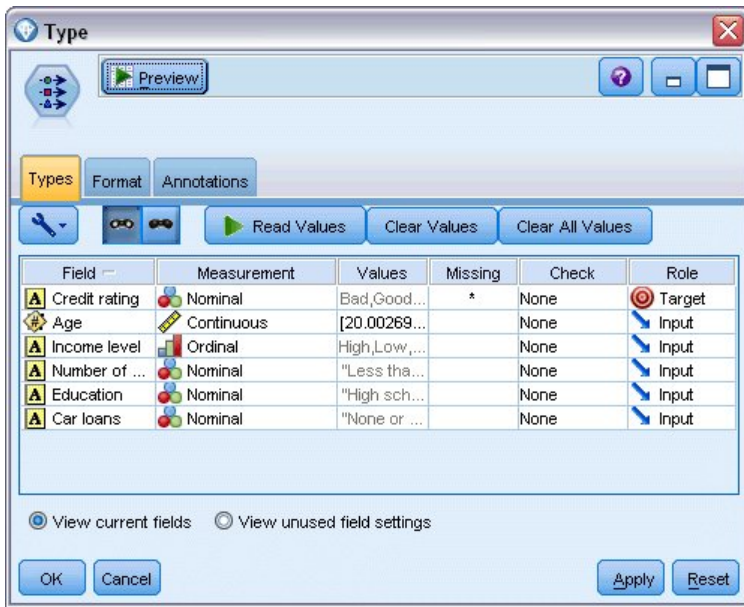 Type
Preview
Types Format Annotations
Read Values Clear Values Clear All Values
Field Measurement Values Missing Check Role
A Credit rating Nominal Bad,Good... * None Target
# Age Continuous [20.00269... None Input
A Income level Ordinal High,Low,... None Input
A Number of ... Nominal "Less tha... None Input
A Education Nominal "High sch... None Input
A Car loans Nominal "None or ... None Input
View current fields View unused field settings
OK Cancel Apply Reset